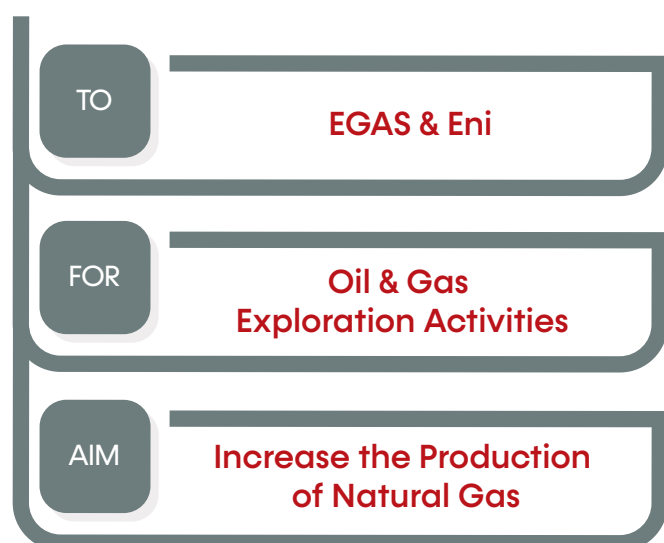 TO
EGAS & Eni
FOR
Oil & Gas
Exploration Activities
AIM
Increase the Production
of Natural Gas